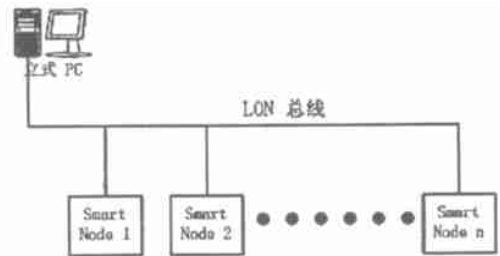 立式 PC
LON 总线
Smart
Node 1
Smart
Node 2
Smart
Node n